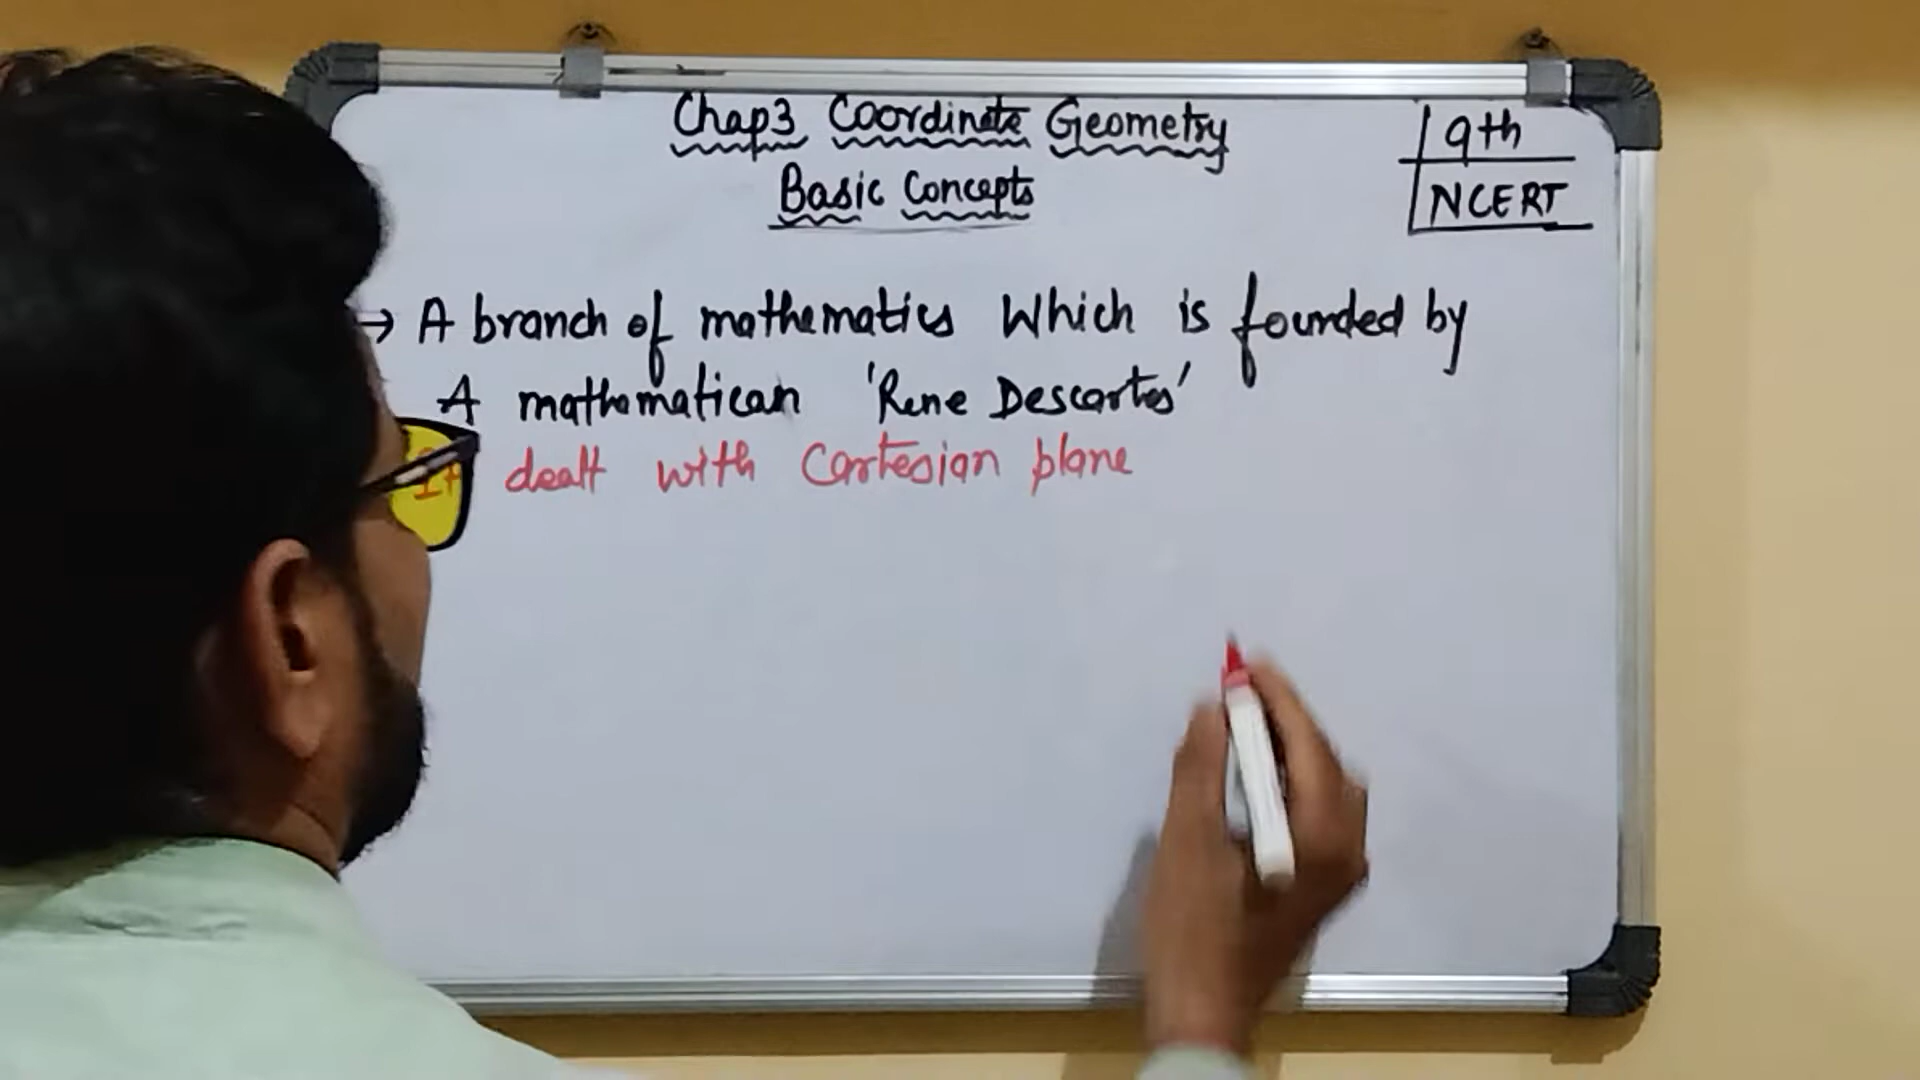 Chap3 Coordinate Geometry
Basic Concepts
9th
NCERT
→ A branch of mathematics Which is founded by
A mathematican 'Rene Descartes'
It dealt with Cartesian plane